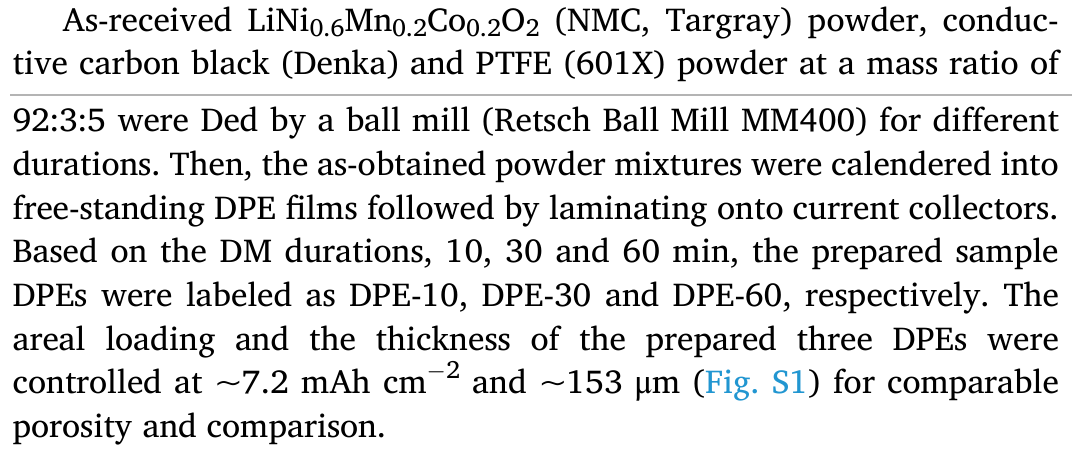 As-received LiNi₀.₆Mn₀.₂Co₀.₂O₂ (NMC, Targray) powder, conduc-
tive carbon black (Denka) and PTFE (601X) powder at a mass ratio of
92:3:5 were Ded by a ball mill (Retsch Ball Mill MM400) for different
durations. Then, the as-obtained powder mixtures were calendered into
free-standing DPE films followed by laminating onto current collectors.
Based on the DM durations, 10, 30 and 60 min, the prepared sample
DPEs were labeled as DPE-10, DPE-30 and DPE-60, respectively. The
areal loading and the thickness of the prepared three DPEs were
controlled at ~7.2 mAh cm⁻² and ~153 μm (Fig. S1) for comparable
porosity and comparison.